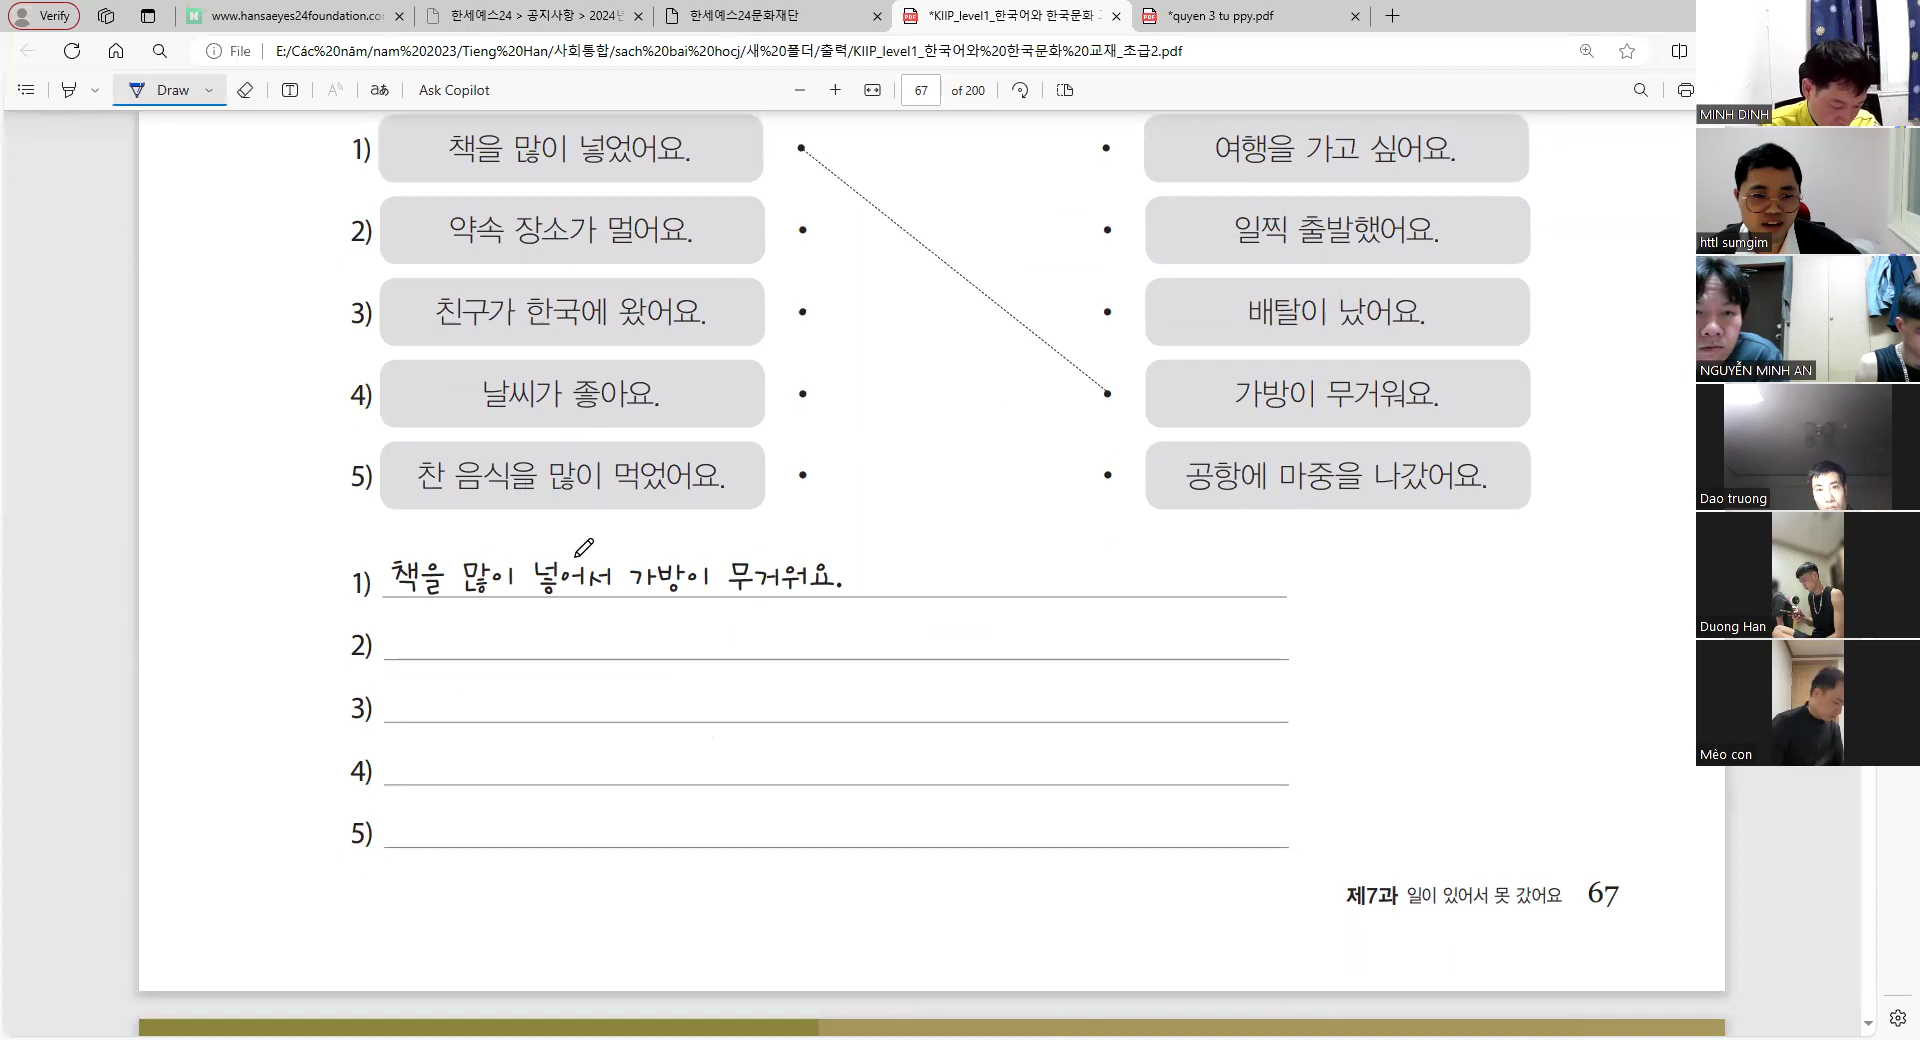 Verify
www.hansaeyes24foundation.co
한세예스24 > 공지사항 > 2024년
한세예스24문화재단
*KIIP_level1_한국어와 한국문화
*quyen 3 tu ppy.pdf
File
E:/Các%20năm/nam%202023/Tieng%20Han/사회통합/sach%20bai%20hocj/새%20폴더/출력/KIIP_level1_한국어와%20한국문화%20교재_초급2.pdf
Draw
Ask Copilot
67 of 200
1) 책을 많이 넣었어요. 여행을 가고 싶어요.
2) 약속 장소가 멀어요. 일찍 출발했어요.
3) 친구가 한국에 왔어요. 배탈이 났어요.
4) 날씨가 좋아요. 가방이 무거워요.
5) 찬 음식을 많이 먹었어요. 공항에 마중을 나갔어요.
1) 책을 많이 넣어서 가방이 무거워요.
2)
3)
4)
5)
제7과 일이 있어서 못 갔어요 67
MINH DINH
httl sumgim
NGUYỄN MINH AN
Dao truong
Duong Han
Mèo con